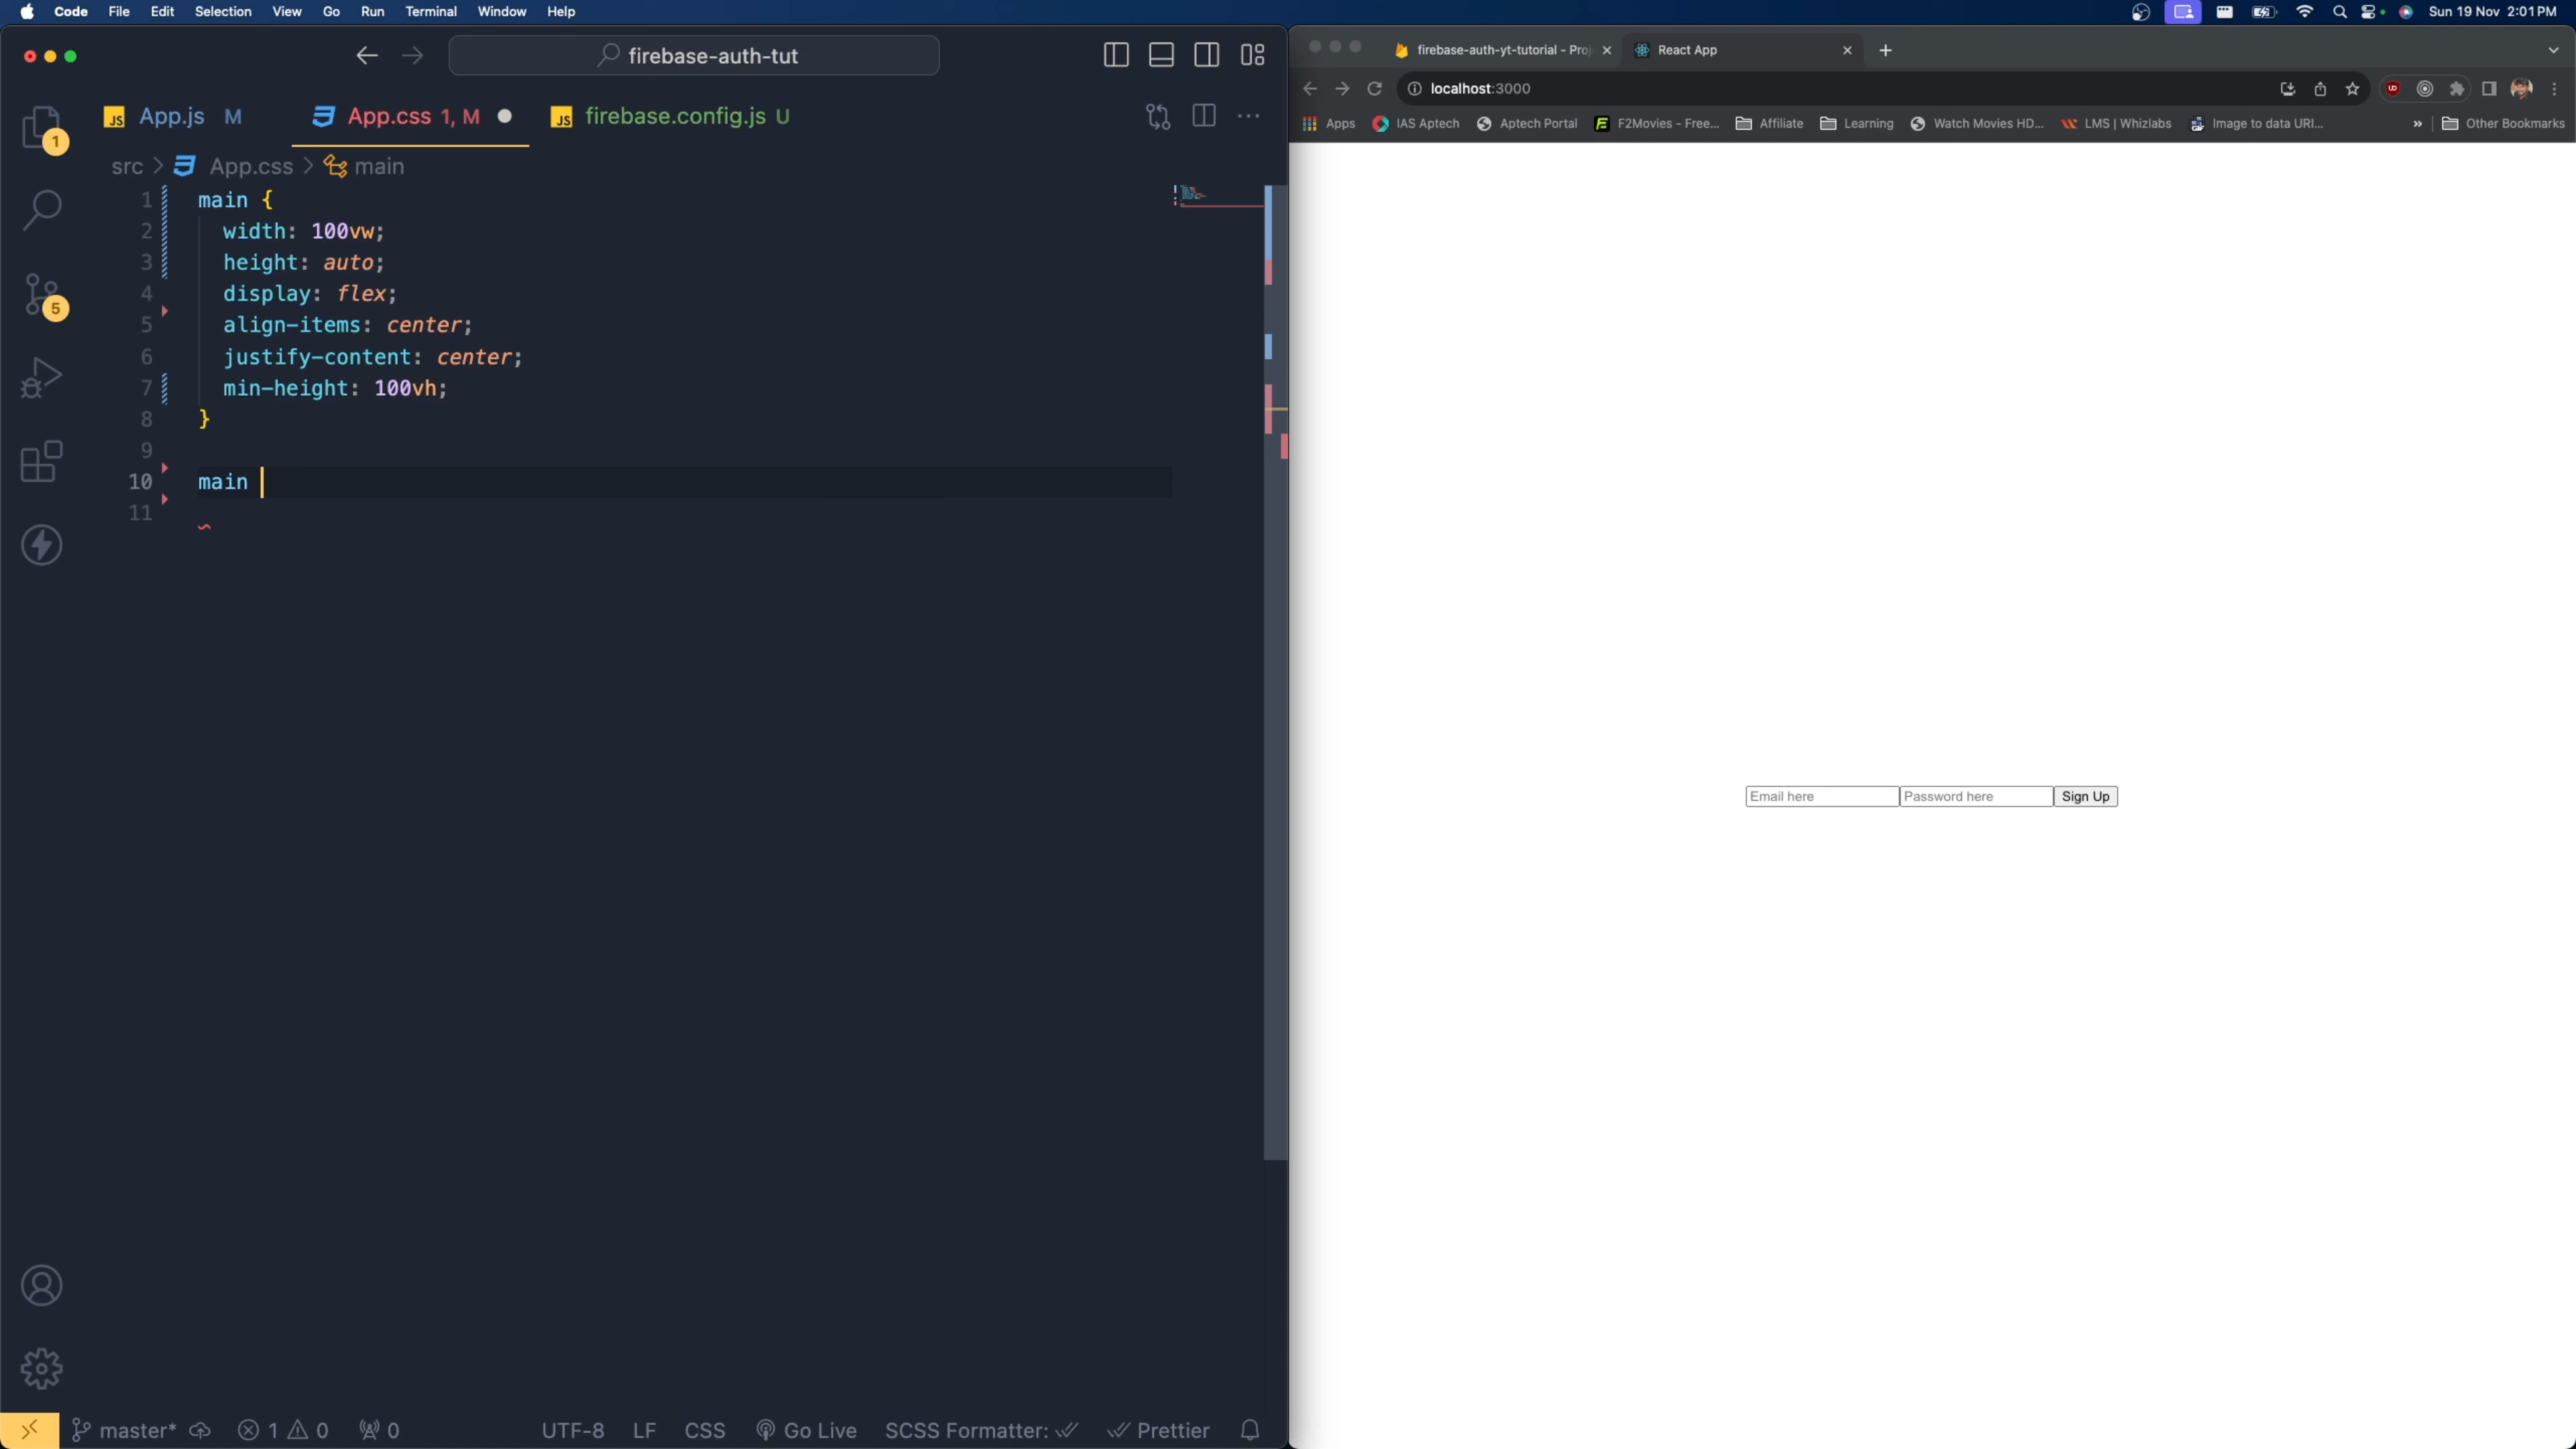 Code File Edit Selection View Go Run Terminal Window Help
Sun 19 Nov 2:01 PM
firebase-auth-tut
App.js M
App.css 1, M
firebase.config.js U
src > App.css > main
1 main {
2 width: 100vw;
3 height: auto;
4 display: flex;
5 align-items: center;
6 justify-content: center;
7 min-height: 100vh;
8 }
9
10 main
11
1
5
master* 1 0 0 UTF-8 LF CSS Go Live SCSS Formatter: Prettier
firebase-auth-yt-tutorial - Proj
React App
localhost:3000
Apps IAS Aptech Aptech Portal F2Movies - Free... Affiliate Learning Watch Movies HD... LMS | Whizlabs Image to data URI... » Other Bookmarks
Email here Password here Sign Up